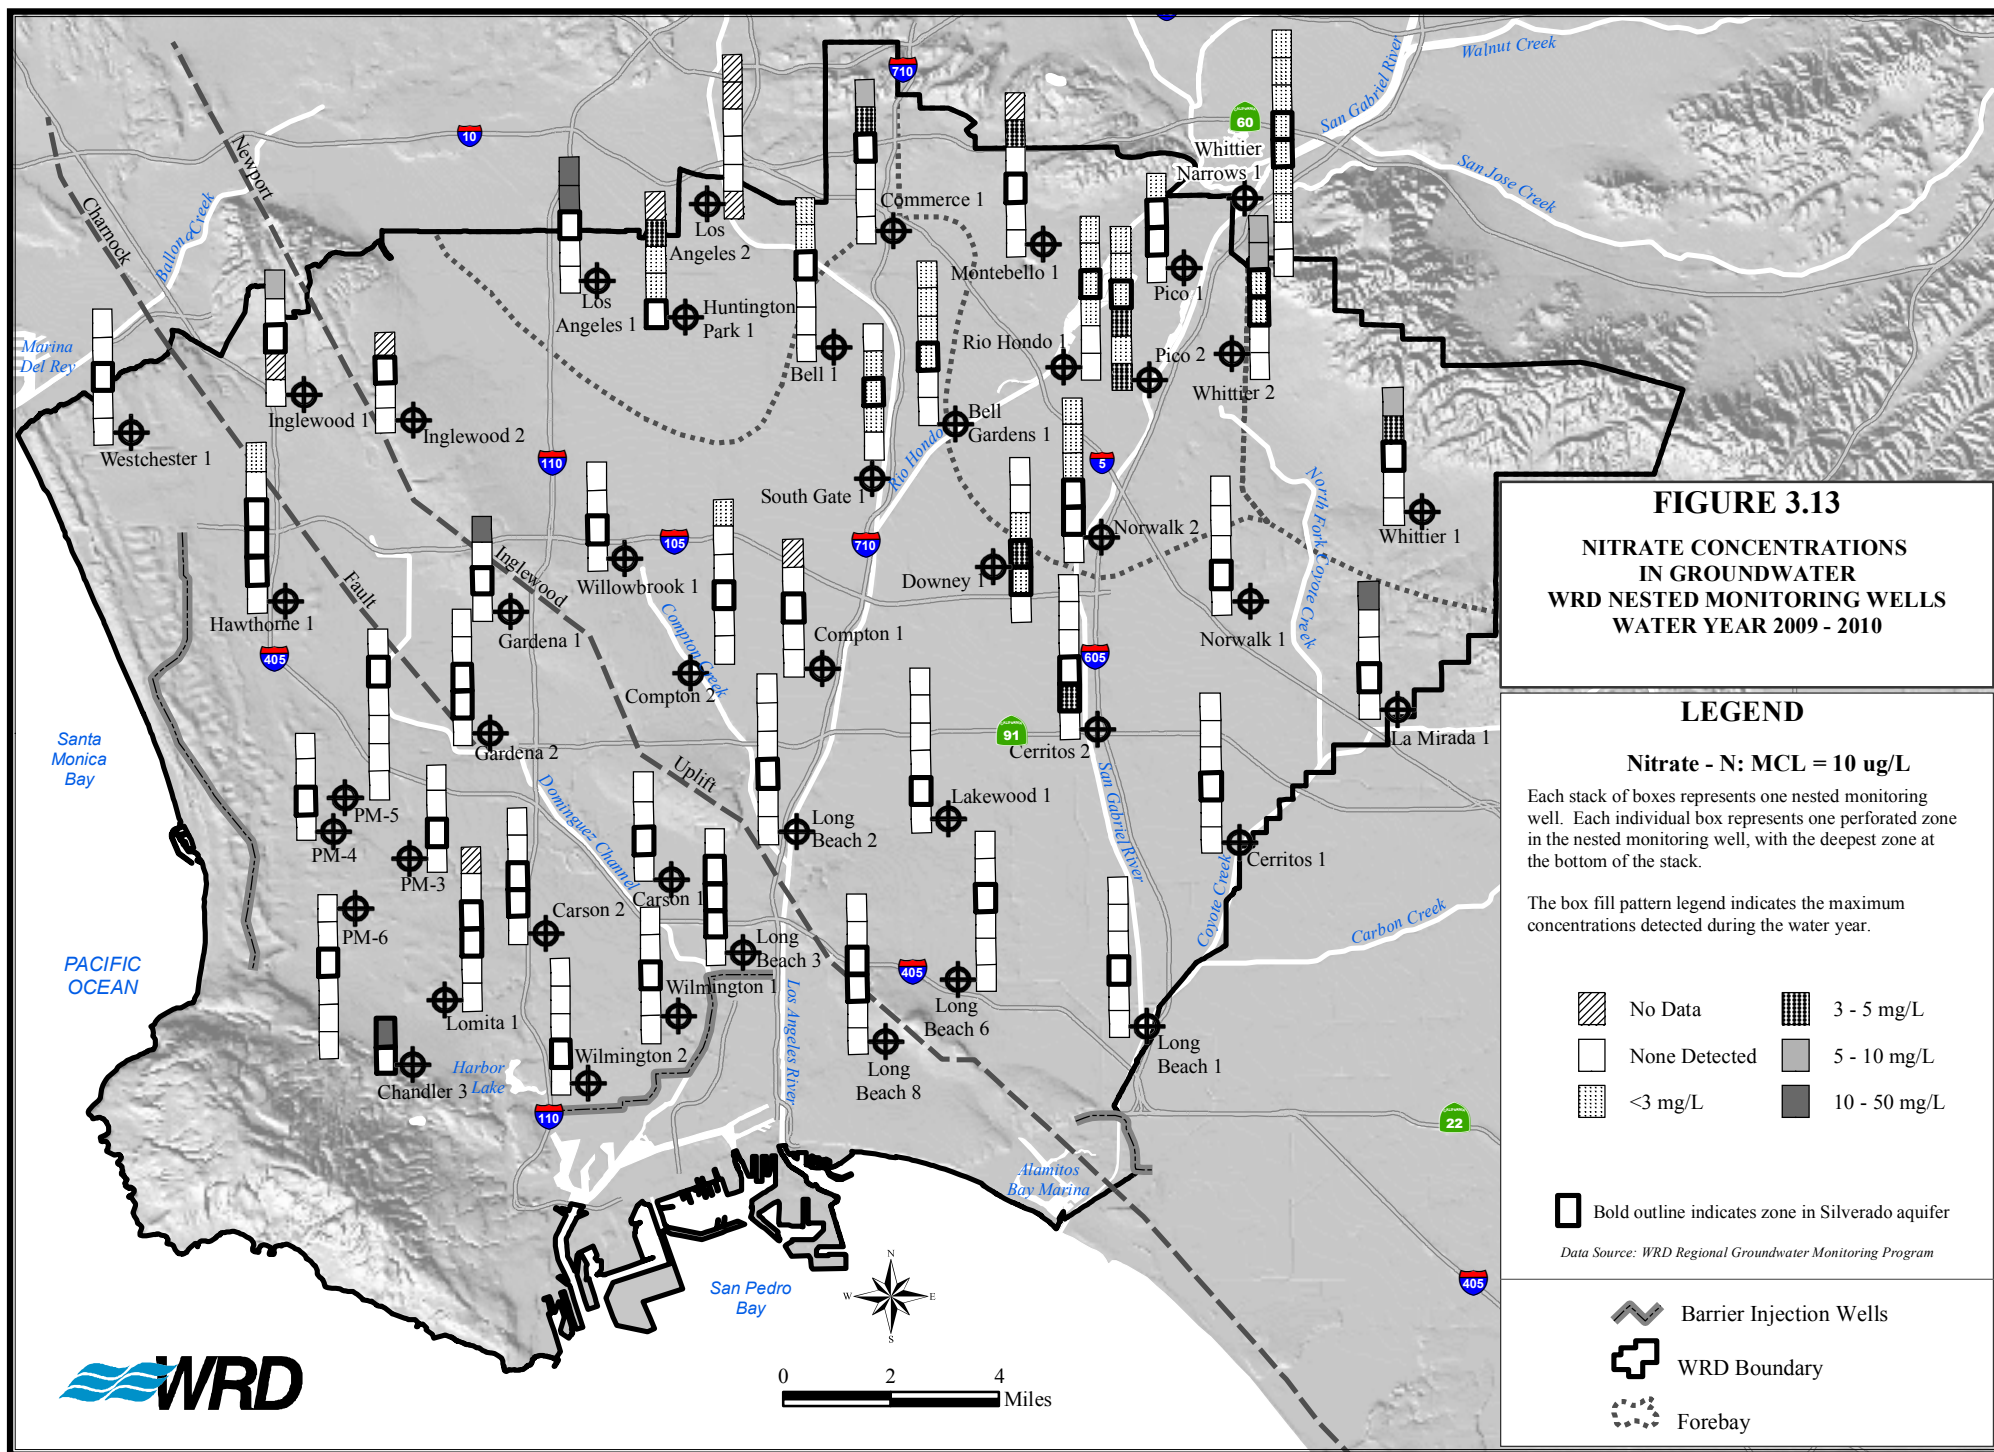 Walnut Creek
San Gabriel River
San Jose Creek
710
10
60
Whittier
Narrows 1
Newport
Charnock
Ballona Creek
Commerce 1
Los
Angeles 2
Montebello 1
Pico 1
Los
Angeles 1
Huntington
Park 1
Marina
Del Rey
Bell 1
Rio Hondo 1
Pico 2
Whittier 2
Inglewood 1
Inglewood 2
Westchester 1
Bell
Gardens 1
110
5
Rio Hondo
South Gate 1
North Fork Coyote Creek
Whittier 1
Norwalk 2
105
710
Inglewood
Willowbrook 1
Downey 1
Fault
Hawthorne 1
Gardena 1
Compton Creek
Compton 1
Norwalk 1
405
605
Compton 2
91
Gardena 2
Cerritos 2
La Mirada 1
Santa
Monica
Bay
Uplift
San Gabriel River
Dominguez Channel
PM-5
PM-4
Lakewood 1
Long
Beach 2
Cerritos 1
PM-3
Carson 1
Carson 2
Coyote Creek
Carbon Creek
PM-6
Long
Beach 3
PACIFIC
OCEAN
405
Wilmington 1
Los Angeles River
Long
Beach 6
Lomita 1
Long
Beach 1
Wilmington 2
Harbor
Lake
Chandler 3
Long
Beach 8
110
22
Alamitos
Bay Marina
405
San Pedro
Bay
N
W
E
S
0 2 4
Miles
WRD
FIGURE 3.13
NITRATE CONCENTRATIONS
IN GROUNDWATER
WRD NESTED MONITORING WELLS
WATER YEAR 2009 - 2010
LEGEND
Nitrate - N: MCL = 10 ug/L
Each stack of boxes represents one nested monitoring
well. Each individual box represents one perforated zone
in the nested monitoring well, with the deepest zone at
the bottom of the stack.
The box fill pattern legend indicates the maximum
concentrations detected during the water year.
No Data
3 - 5 mg/L
None Detected
5 - 10 mg/L
<3 mg/L
10 - 50 mg/L
Bold outline indicates zone in Silverado aquifer
Data Source: WRD Regional Groundwater Monitoring Program
Barrier Injection Wells
WRD Boundary
Forebay